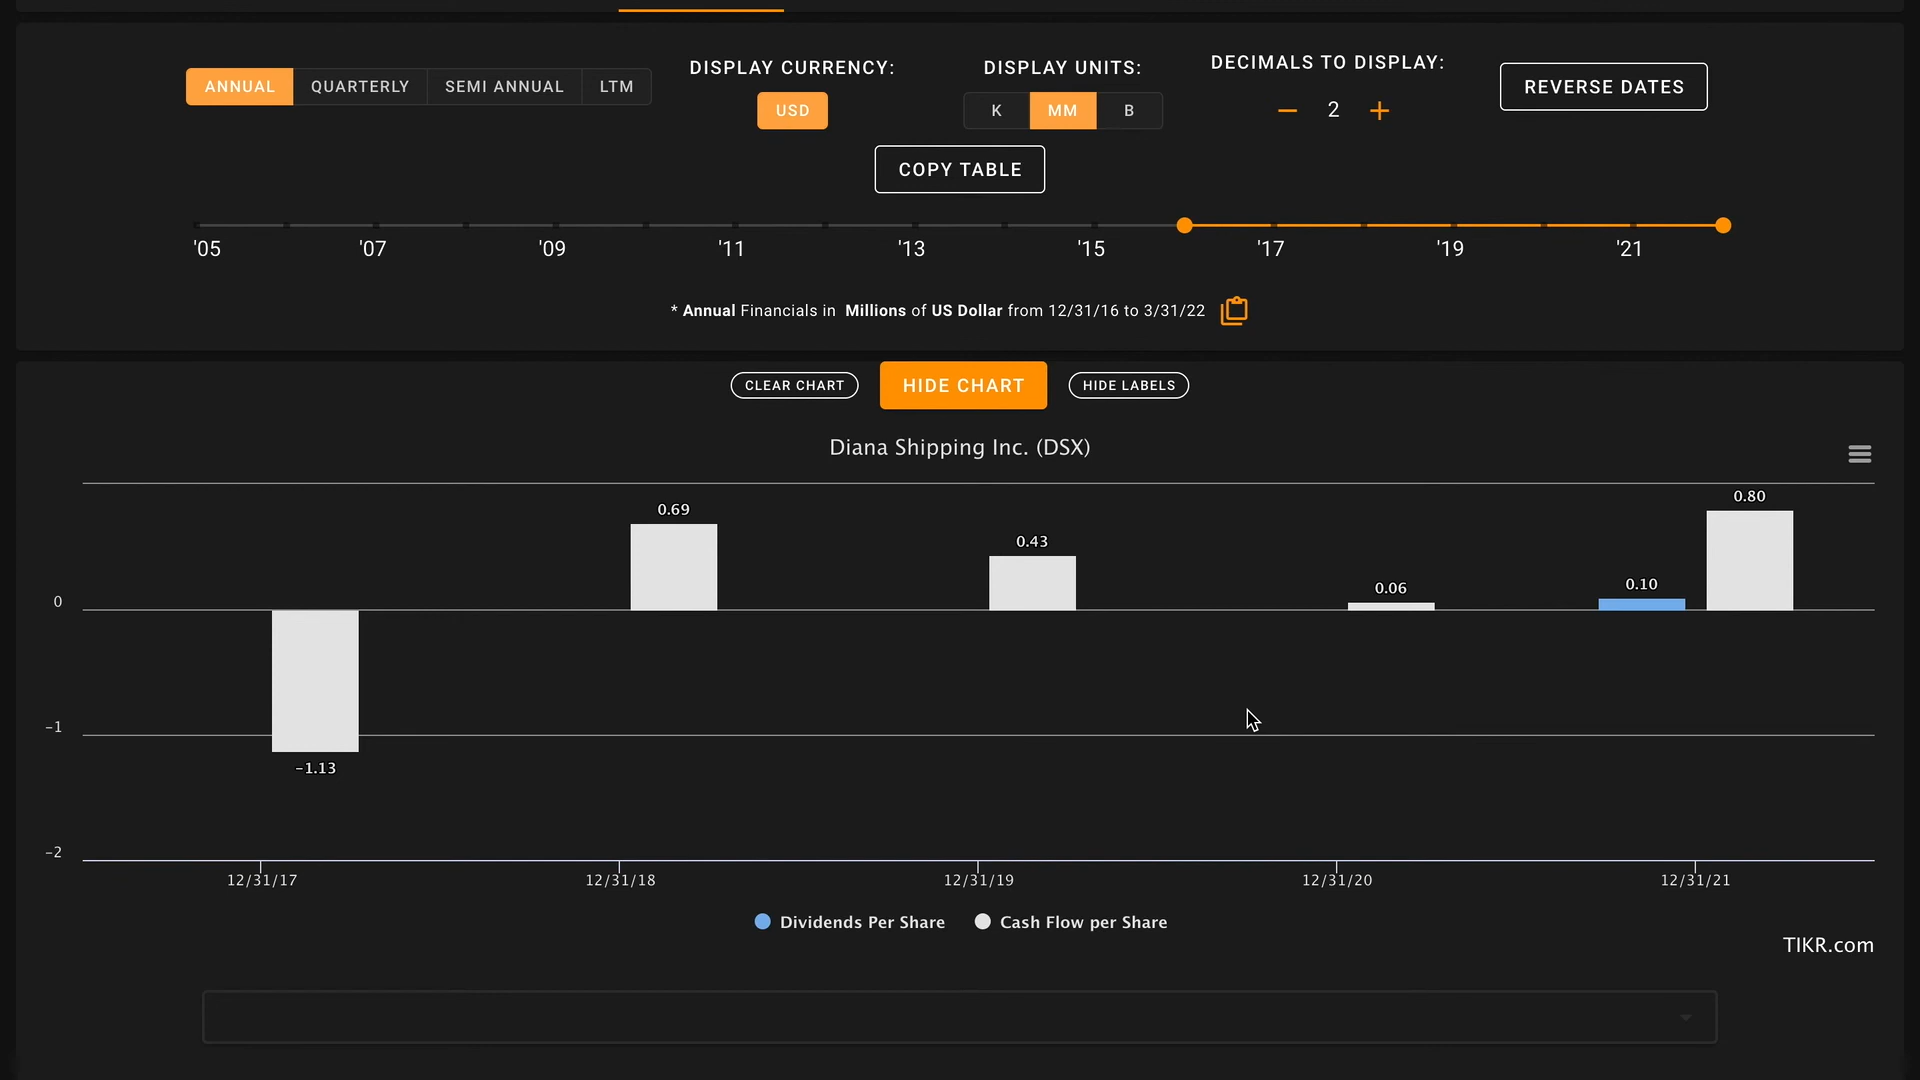 ANNUAL QUARTERLY SEMI ANNUAL LTM
DISPLAY CURRENCY:
USD
DISPLAY UNITS:
K MM B
DECIMALS TO DISPLAY:
2
REVERSE DATES
COPY TABLE
'05 '07 '09 '11 '13 '15 '17 '19 '21
* Annual Financials in Millions of US Dollar from 12/31/16 to 3/31/22
CLEAR CHART HIDE CHART HIDE LABELS
Diana Shipping Inc. (DSX)
0.80
0.69
0.43
0.06
0.10
0
-1
-1.13
-2
12/31/17 12/31/18 12/31/19 12/31/20 12/31/21
Dividends Per Share Cash Flow per Share
TIKR.com